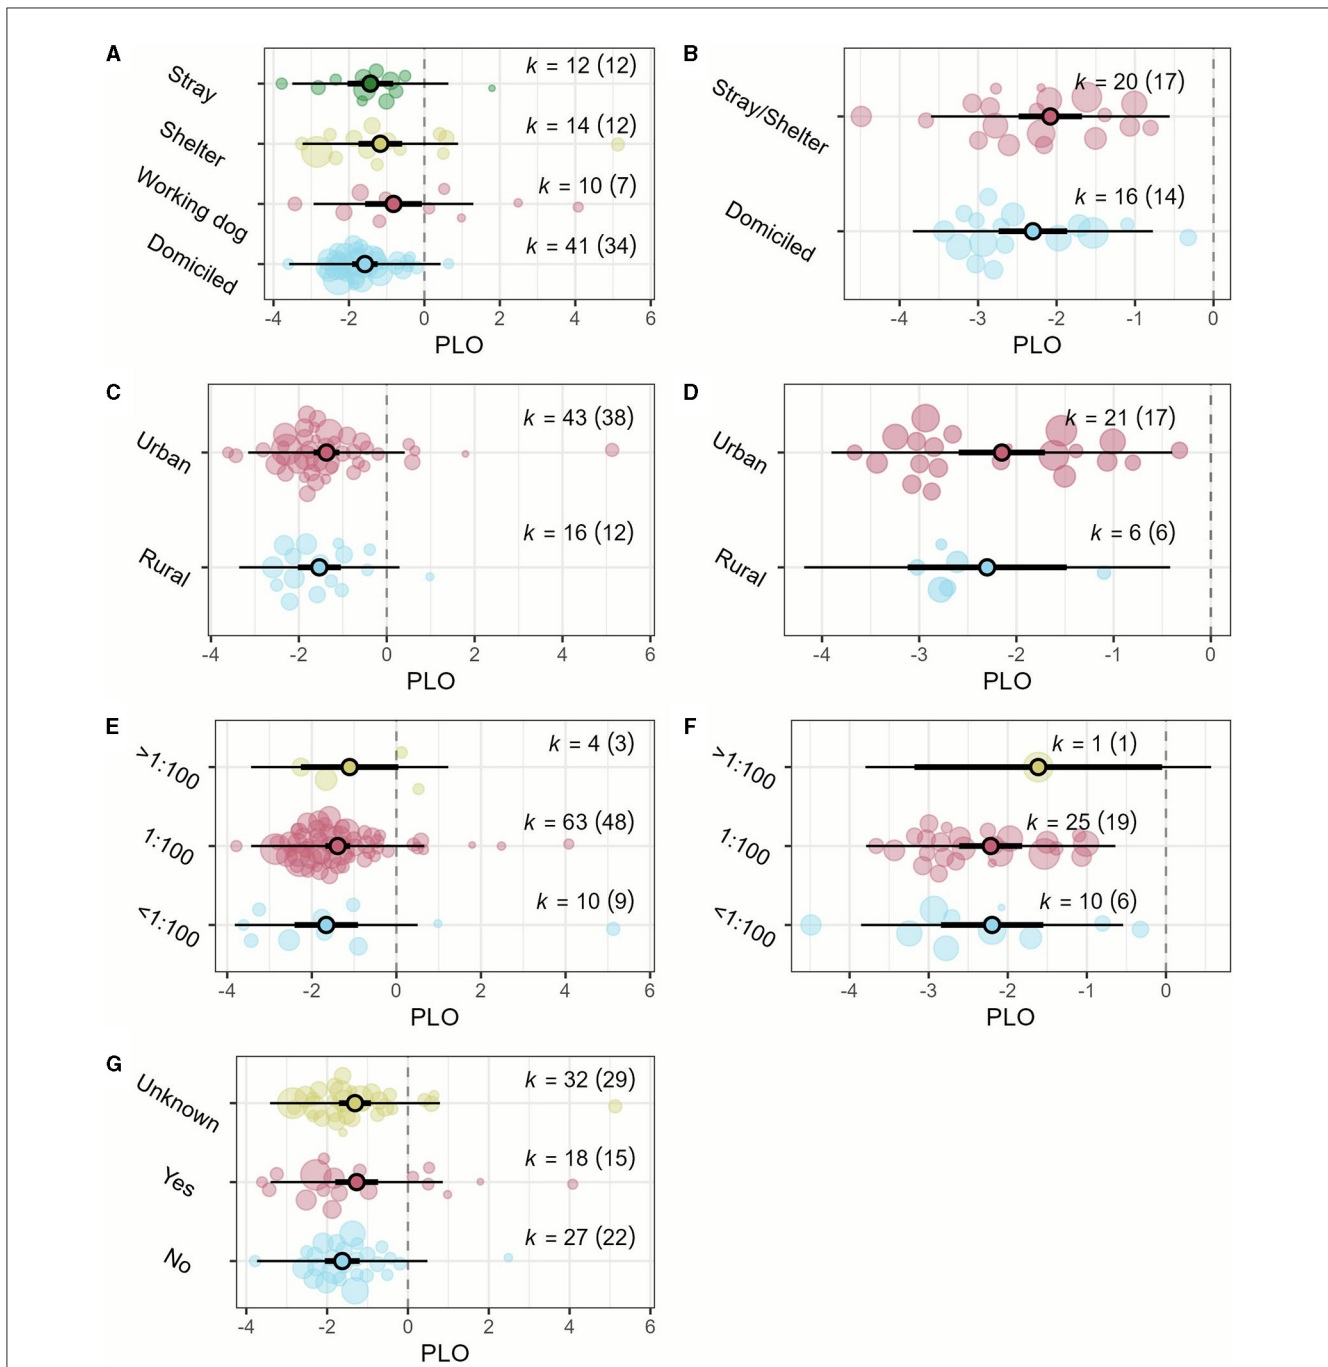 A
Stray
k = 12 (12)
Shelter
k = 14 (12)
Working dog
k = 10 (7)
Domiciled
k = 41 (34)
-4 -2 0 2 4 6
PLO
B
Stray/Shelter
k = 20 (17)
Domiciled
k = 16 (14)
-4 -3 -2 -1 0
PLO
C
Urban
k = 43 (38)
Rural
k = 16 (12)
-4 -2 0 2 4 6
PLO
D
Urban
k = 21 (17)
Rural
k = 6 (6)
-4 -3 -2 -1 0
PLO
E
>1:100
k = 4 (3)
1:100
k = 63 (48)
<1:100
k = 10 (9)
-4 -2 0 2 4 6
PLO
F
>1:100
k = 1 (1)
1:100
k = 25 (19)
<1:100
k = 10 (6)
-4 -3 -2 -1 0
PLO
G
Unknown
k = 32 (29)
Yes
k = 18 (15)
No
k = 27 (22)
-4 -2 0 2 4 6
PLO